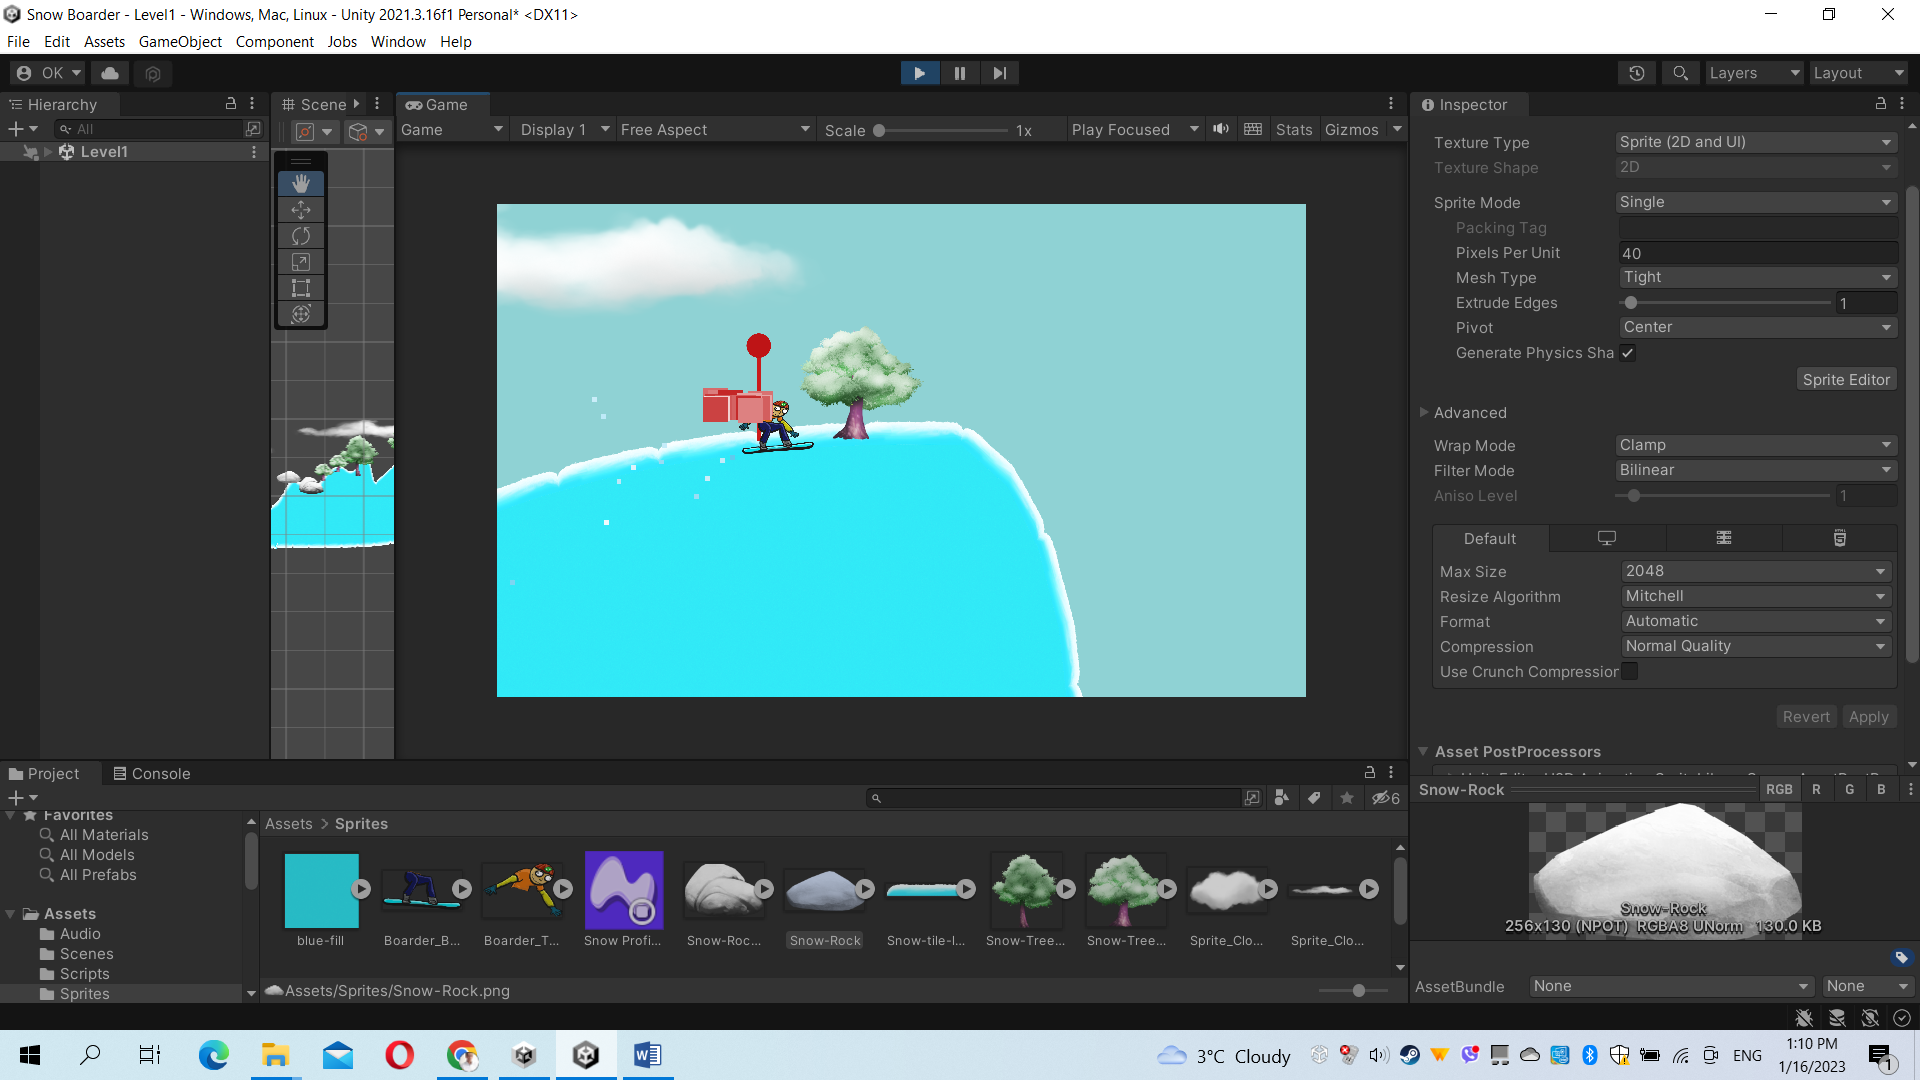 Snow Boarder - Level1 - Windows, Mac, Linux - Unity 2021.3.16f1 Personal* <DX11>
File Edit Assets GameObject Component Jobs Window Help
OK Layers Layout
Hierarchy Scene Game Inspector
All Game Display 1 Free Aspect Scale 1x Play Focused Stats Gizmos
Level1
Texture Type Sprite (2D and UI)
Texture Shape 2D
Sprite Mode Single
Packing Tag
Pixels Per Unit 40
Mesh Type Tight
Extrude Edges 1
Pivot Center
Generate Physics Sha
Sprite Editor
Advanced
Wrap Mode Clamp
Filter Mode Bilinear
Aniso Level 1
Default
Max Size 2048
Resize Algorithm Mitchell
Format Automatic
Compression Normal Quality
Use Crunch Compression
Revert Apply
Asset PostProcessors
Project Console
Snow-Rock RGB R G B
6
Favorites
All Materials
All Models
All Prefabs
Assets
Audio
Scenes
Scripts
Sprites
Assets > Sprites
blue-fill Boarder_B... Boarder_T... Snow Profi... Snow-Roc... Snow-Rock Snow-tile-l... Snow-Tree... Snow-Tree... Sprite_Clo... Sprite_Clo...
Assets/Sprites/Snow-Rock.png
Snow-Rock
256x130 (NPOT) RGBA8 UNorm 130.0 KB
AssetBundle None None
3°C Cloudy ENG
1:10 PM
1/16/2023
1